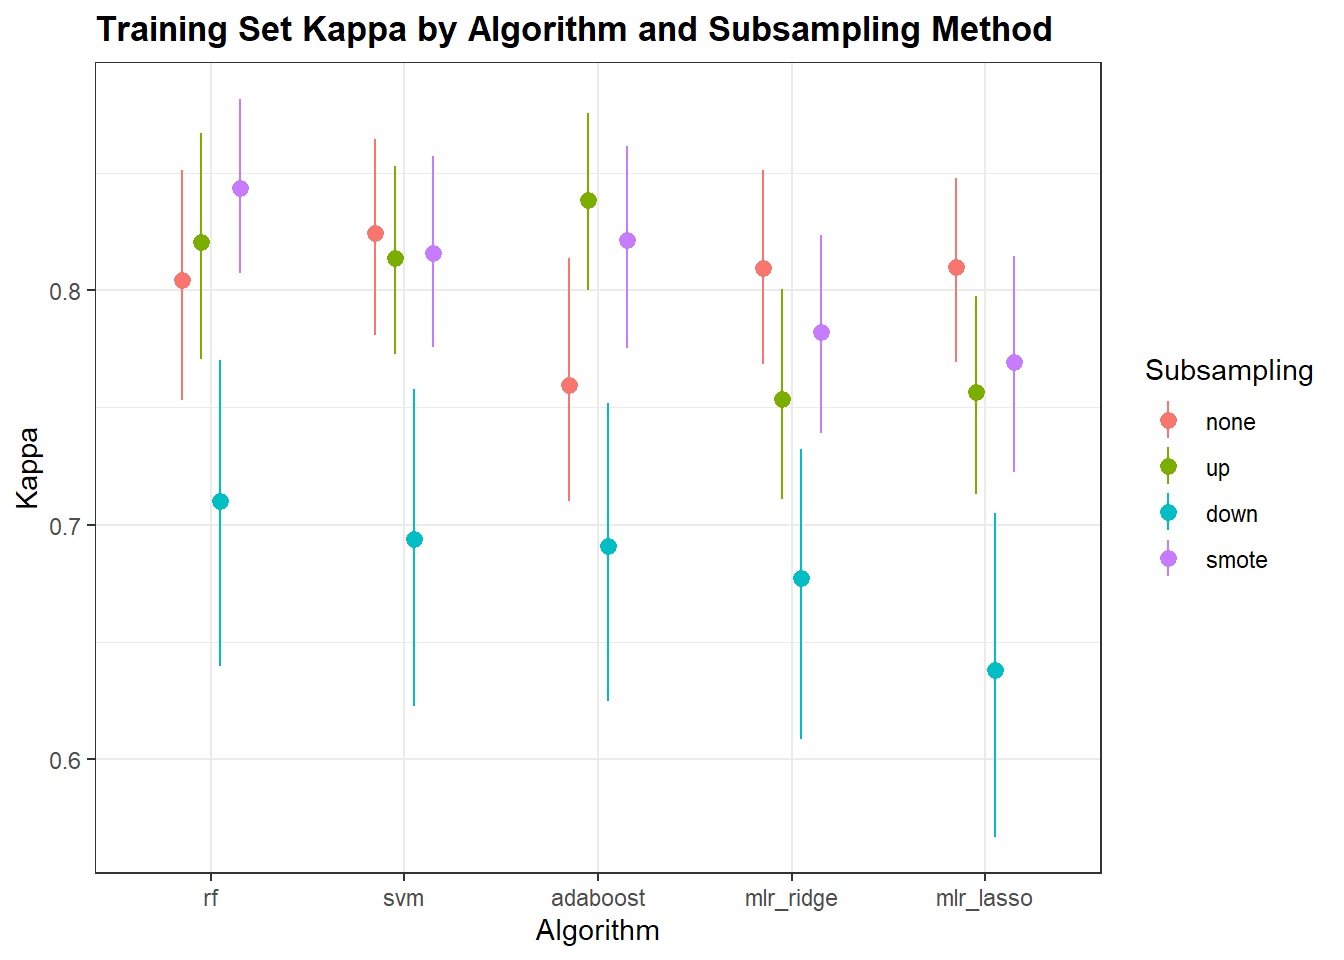 Training Set Kappa by Algorithm and Subsampling Method
Kappa
0.8
0.7
0.6
rf
svm
adaboost
mlr_ridge
mlr_lasso
Algorithm
Subsampling
none
up
down
smote